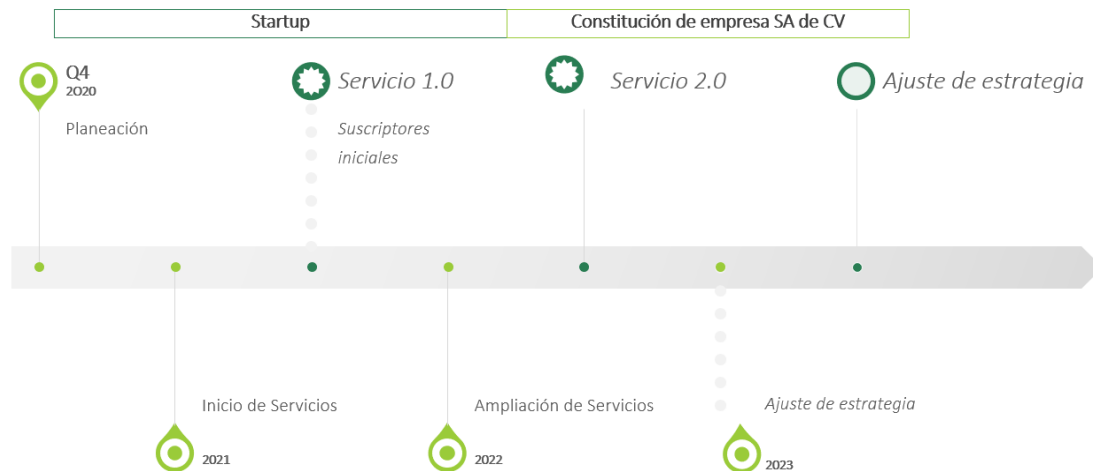 Startup
Constitución de empresa SA de CV
Q4
2020
Planeación
Servicio 1.0
Suscriptores
iniciales
Servicio 2.0
Ajuste de estrategia
Inicio de Servicios
2021
Ampliación de Servicios
2022
Ajuste de estrategia
2023